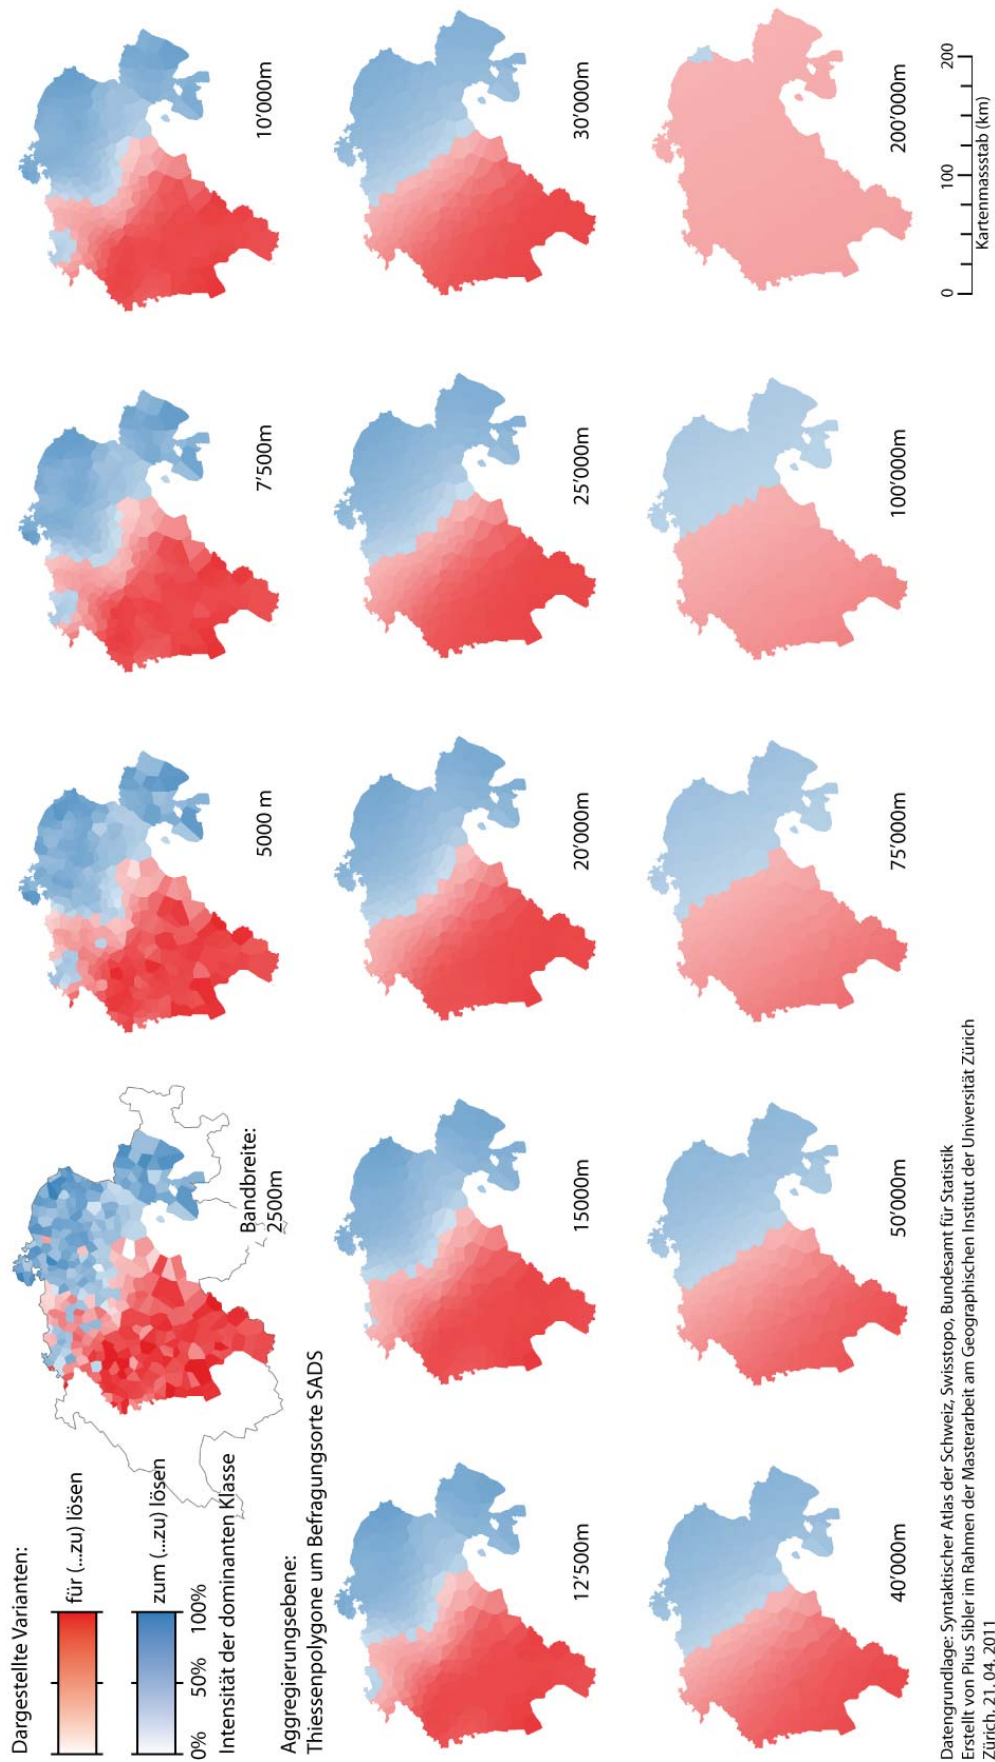 Dargestellte Varianten:
für (...zu) lösen
zum (...zu) lösen
0% 50% 100%
Intensität der dominanten Klasse
Aggregierungsebene:
Thiessenpolygone um Befragungsorte SADS
Bandbreite:
2500m
5000 m
7'500m
10'000m
12'500m
15000m
20'000m
25'000m
30'000m
40'000m
50'000m
75'000m
100'000m
200'000m
0 100 200
Kartenmassstab (km)
Datengrundlage: Syntaktischer Atlas der Schweiz, Swisstopo, Bundesamt für Statistik
Erstellt von Pius Sibler im Rahmen der Masterarbeit am Geographischen Institut der Universität Zürich
Zürich, 21. 04. 2011